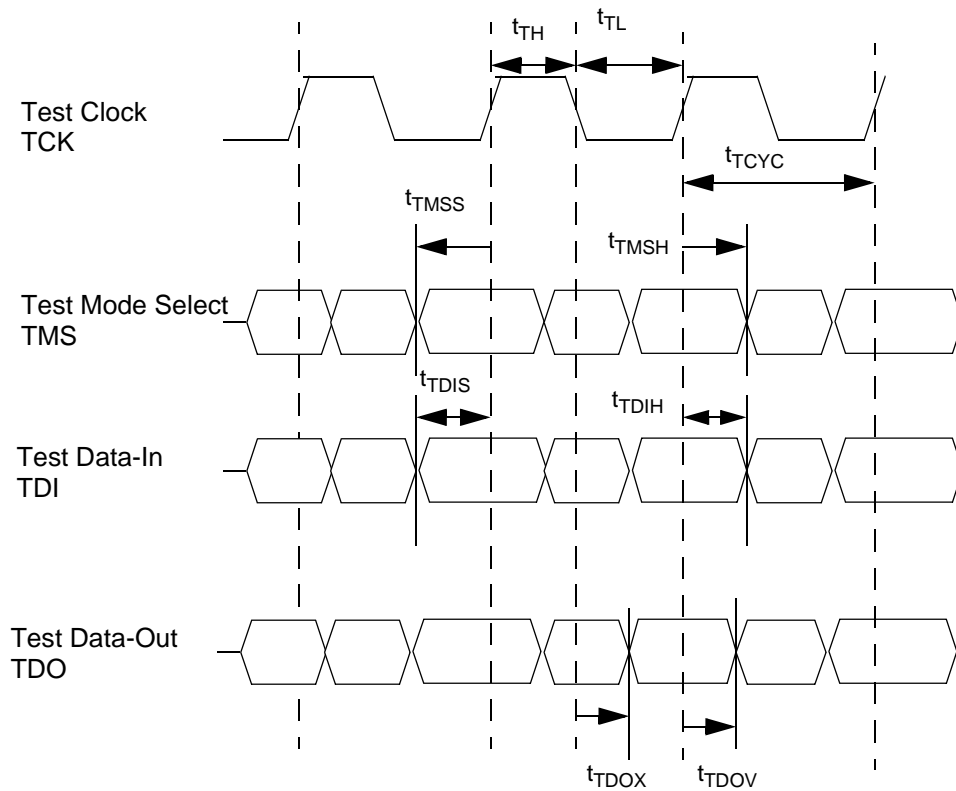 tTH
tTL
Test Clock
TCK
tTCYC
tTMSS
tTMSH
Test Mode Select
TMS
tTDIS
tTDIH
Test Data-In
TDI
Test Data-Out
TDO
tTDOX
tTDOV